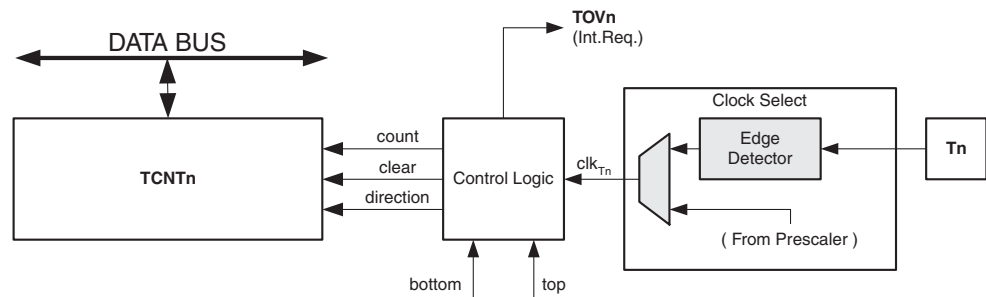 TOVn
(Int.Req.)
DATA BUS
Clock Select
count
Edge
Detector
Tn
TCNTn
clear
Control Logic
clkTn
direction
( From Prescaler )
bottom
top